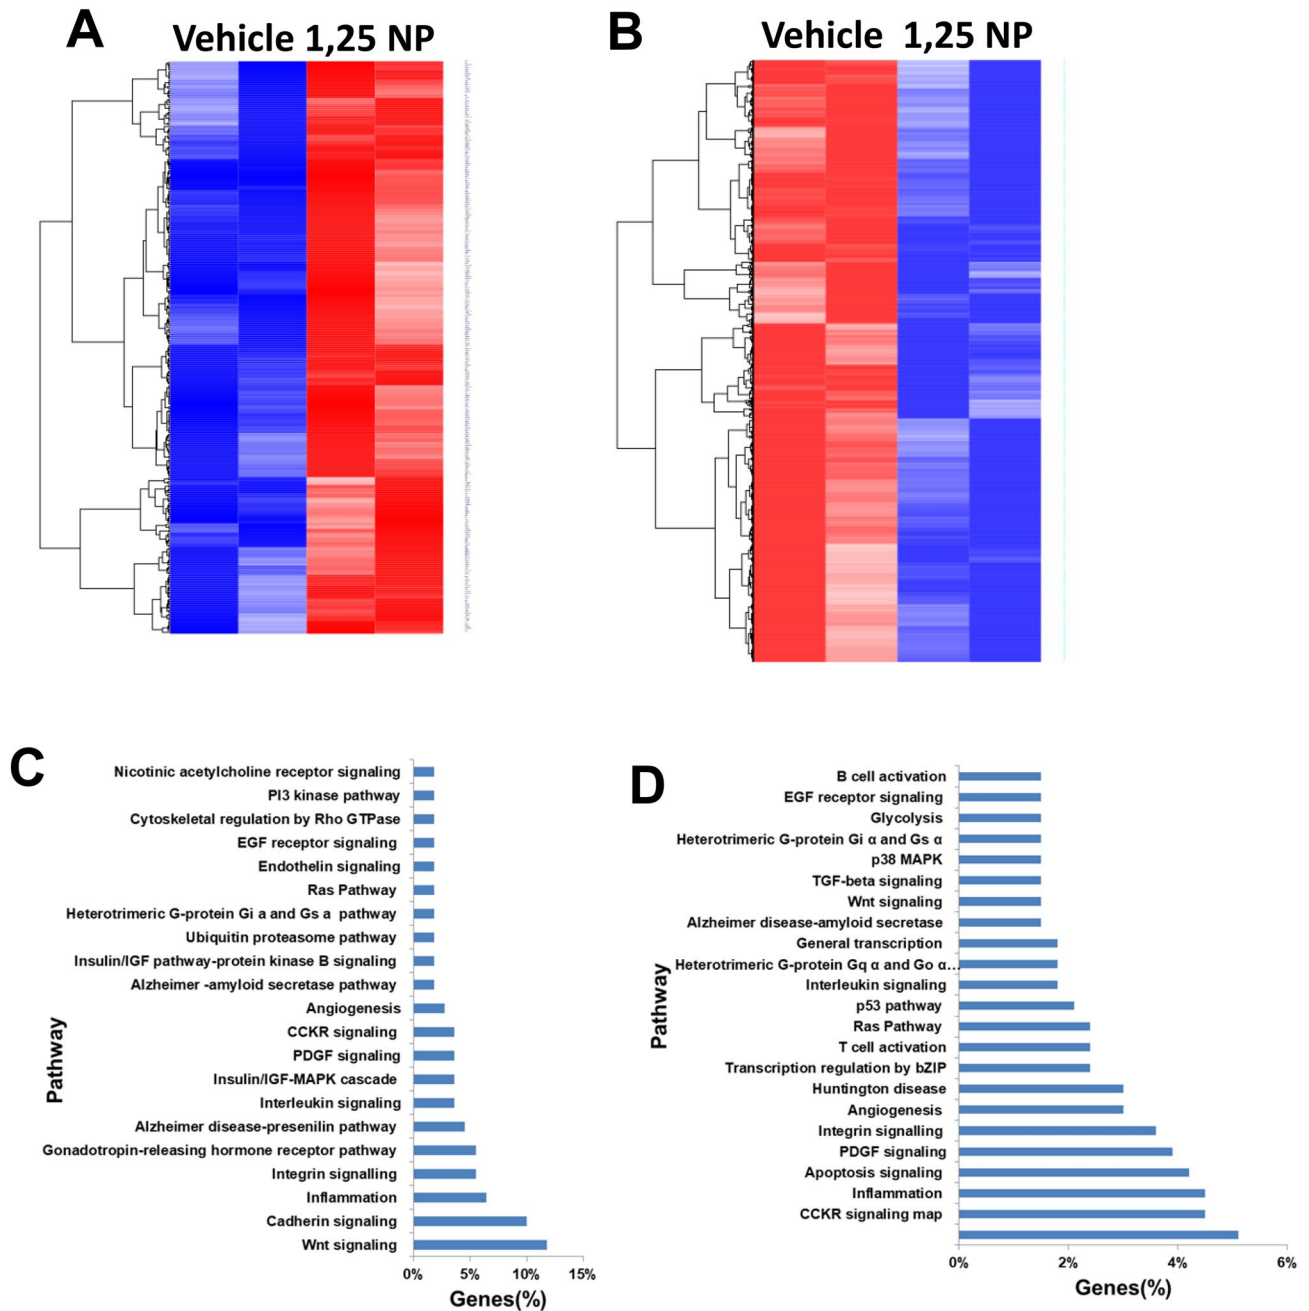 A
Vehicle 1,25 NP
B
Vehicle 1,25 NP
C
Nicotinic acetylcholine receptor signaling
PI3 kinase pathway
Cytoskeletal regulation by Rho GTPase
EGF receptor signaling
Endothelin signaling
Ras Pathway
Heterotrimeric G-protein Gi a and Gs a pathway
Ubiquitin proteasome pathway
Insulin/IGF pathway-protein kinase B signaling
Alzheimer -amyloid secretase pathway
Angiogenesis
CCKR signaling
PDGF signaling
Insulin/IGF-MAPK cascade
Interleukin signaling
Alzheimer disease-presenilin pathway
Gonadotropin-releasing hormone receptor pathway
Integrin signalling
Inflammation
Cadherin signaling
Wnt signaling
Pathway
0% 5% 10% 15%
Genes(%)
D
B cell activation
EGF receptor signaling
Glycolysis
Heterotrimeric G-protein Gi α and Gs α
p38 MAPK
TGF-beta signaling
Wnt signaling
Alzheimer disease-amyloid secretase
General transcription
Heterotrimeric G-protein Gq α and Go α…
Interleukin signaling
p53 pathway
Ras Pathway
T cell activation
Transcription regulation by bZIP
Huntington disease
Angiogenesis
Integrin signalling
PDGF signaling
Apoptosis signaling
Inflammation
CCKR signaling map
Pathway
0% 2% 4% 6%
Genes(%)